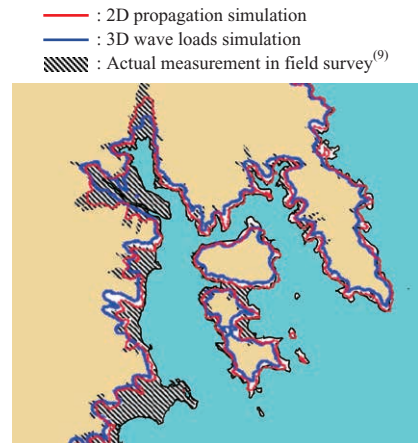 : 2D propagation simulation
: 3D wave loads simulation
: Actual measurement in field survey(9)